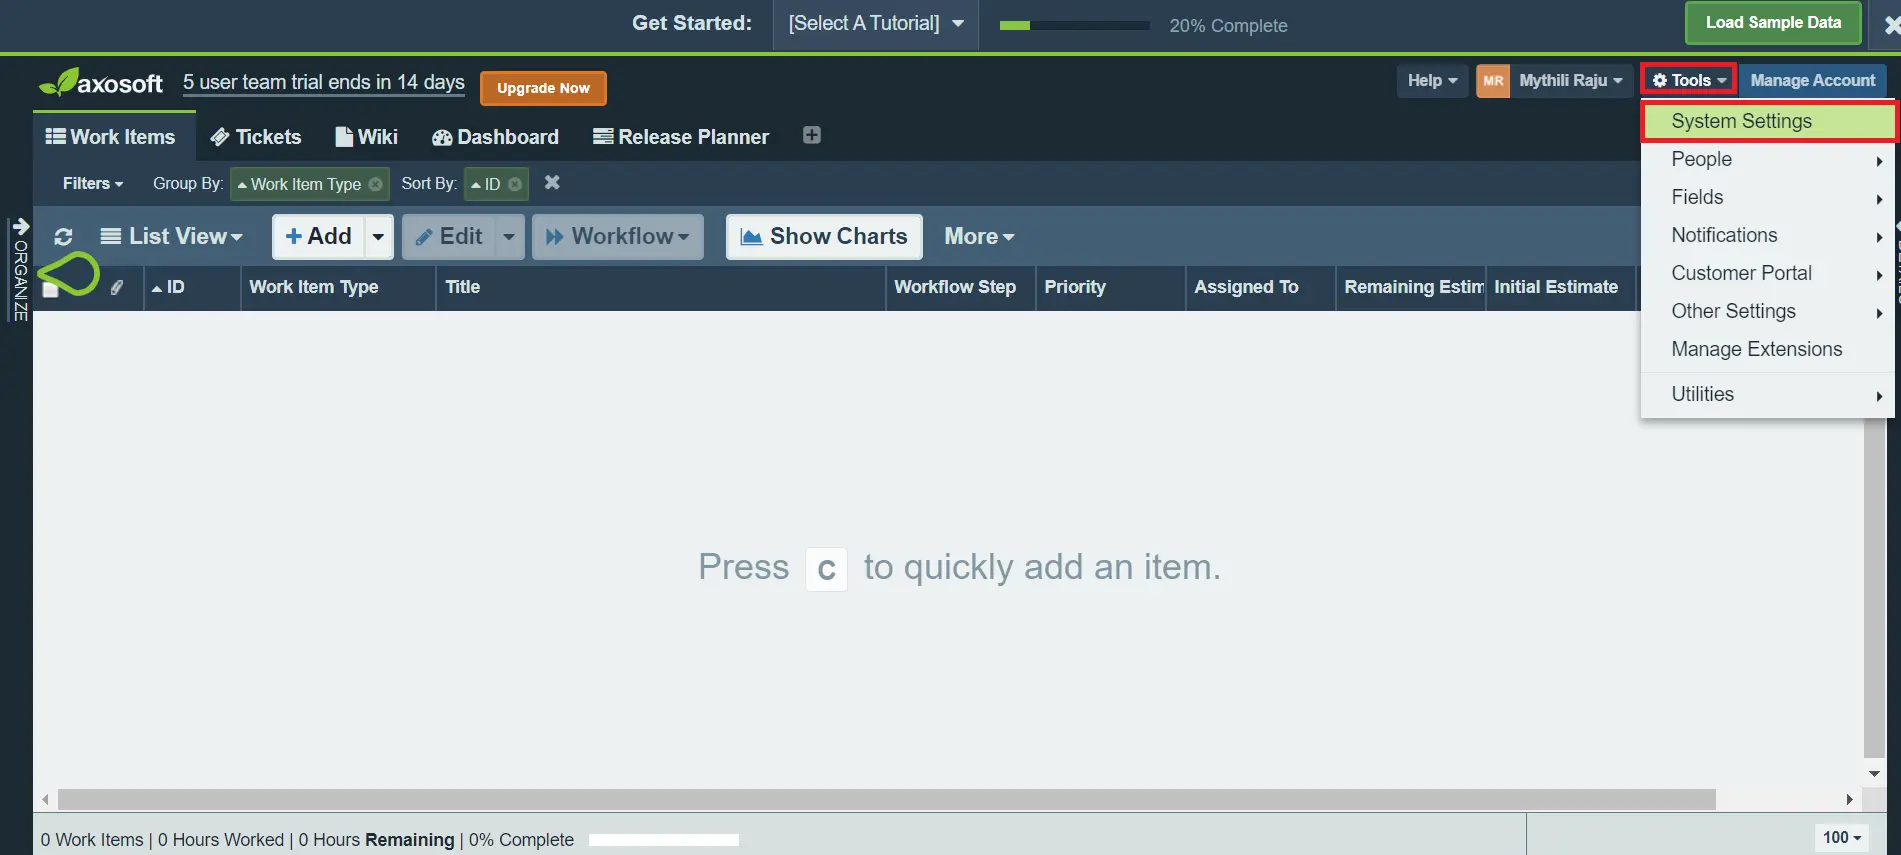 Get Started: [Select A Tutorial] 20% Complete Load Sample Data
axosoft 5 user team trial ends in 14 days Upgrade Now Help MR Mythili Raju Tools Manage Account
Work Items Tickets Wiki Dashboard Release Planner
System Settings
People
Fields
Notifications
Customer Portal
Other Settings
Manage Extensions
Utilities
Filters Group By: Work Item Type Sort By: ID
ORGANIZE
List View Add Edit Workflow Show Charts More
ID Work Item Type Title Workflow Step Priority Assigned To Remaining Estim Initial Estimate
Press C to quickly add an item.
0 Work Items | 0 Hours Worked | 0 Hours Remaining | 0% Complete 100